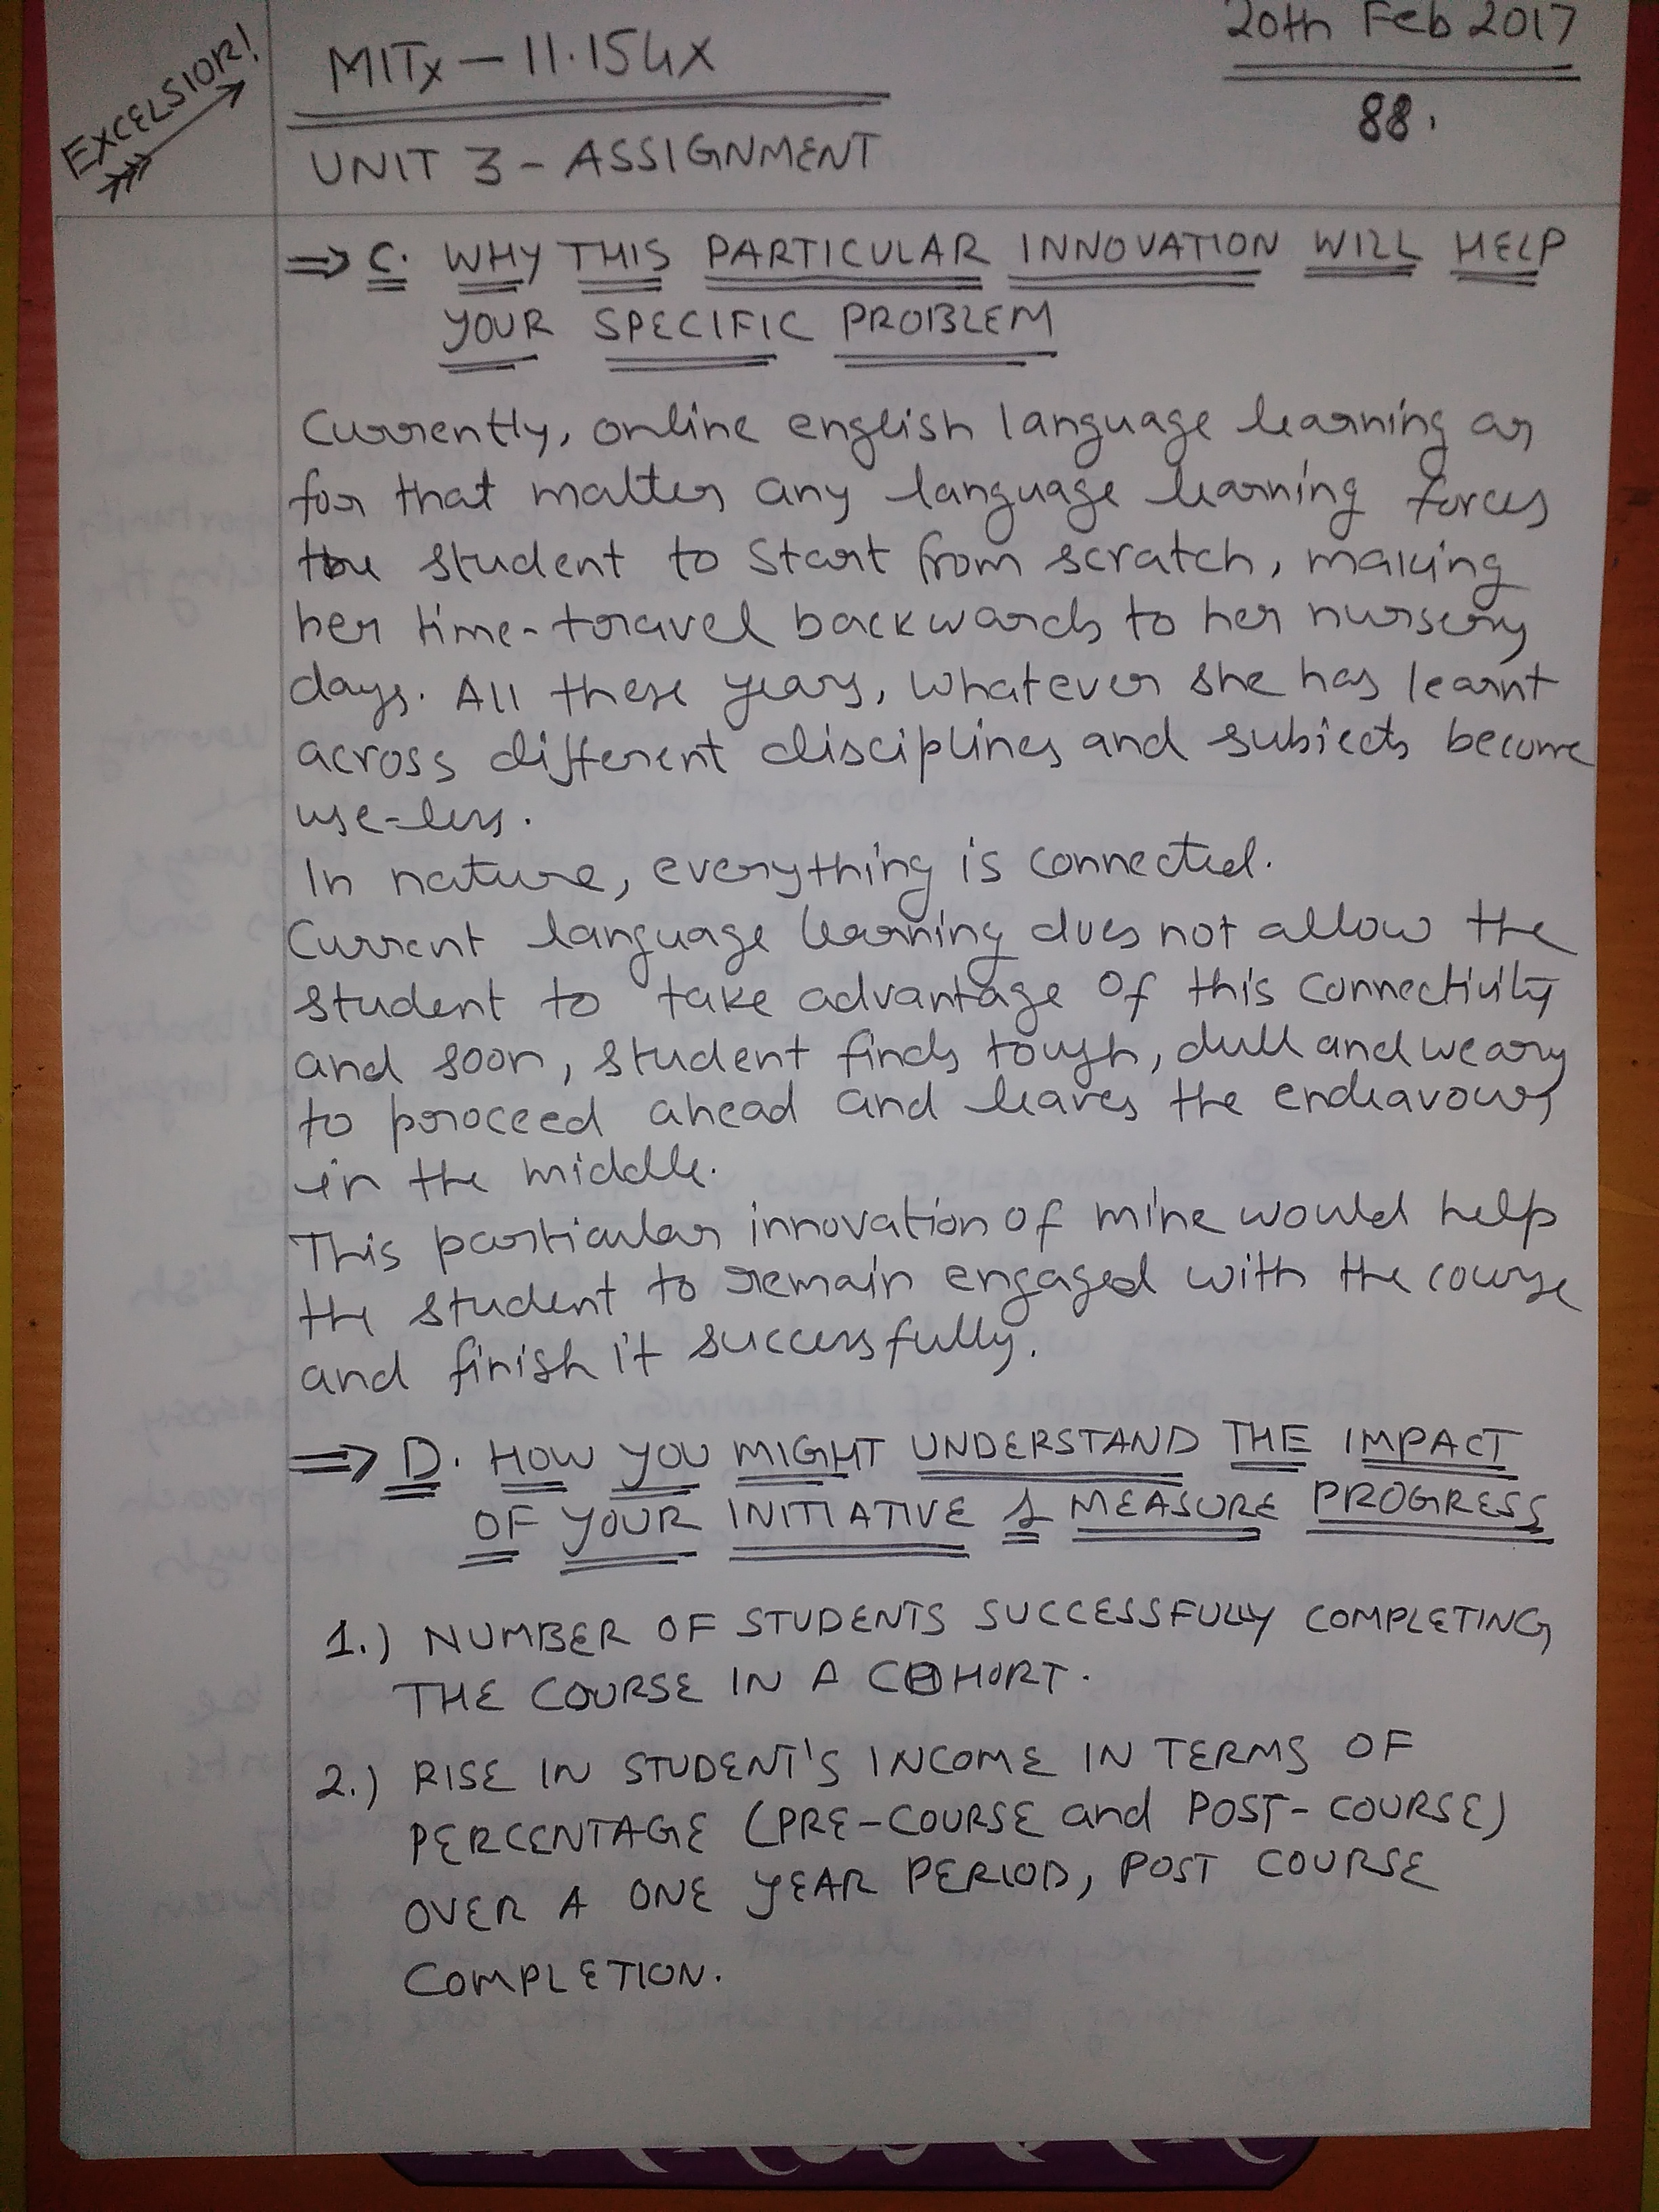 EXCELSIOR!
MITx - 11.154x
20th Feb 2017
88.
UNIT 3 - ASSIGNMENT
⇒ C. WHY THIS PARTICULAR INNOVATION WILL HELP
YOUR SPECIFIC PROBLEM
Currently, online english language learning or
for that matter any language learning forces
the student to start from scratch, making
her time-travel backwards to her nursery
days. All these years, whatever she has learnt
across different disciplines and subjects become
use-less.
In nature, everything is connected.
Current language learning does not allow the
student to take advantage of this connectivity
and soon, student finds tough, dull and weary
to proceed ahead and leaves the endeavour
in the middle.
This particular innovation of mine would help
the student to remain engaged with the course
and finish it successfully.
⇒ D. HOW YOU MIGHT UNDERSTAND THE IMPACT
OF YOUR INITIATIVE & MEASURE PROGRESS
1.) NUMBER OF STUDENTS SUCCESSFULLY COMPLETING
THE COURSE IN A COHORT.
2.) RISE IN STUDENT'S INCOME IN TERMS OF
PERCENTAGE (PRE-COURSE and POST-COURSE)
OVER A ONE YEAR PERIOD, POST COURSE
COMPLETION.